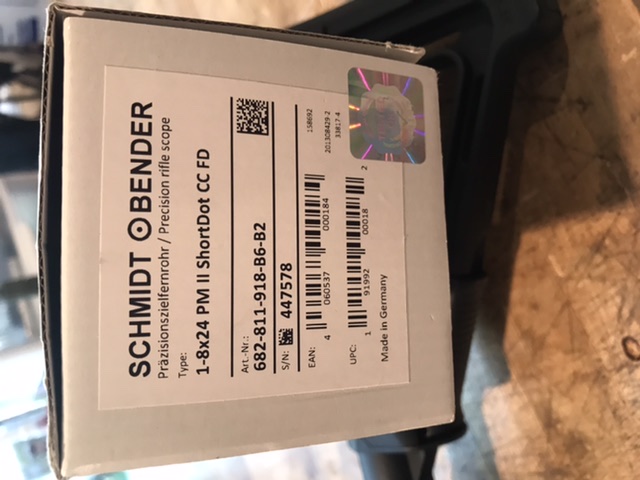 SCHMIDT BENDER
Präzisionszielfernrohr / Precision rifle scope
Type:
1-8x24 PM II ShortDot CC FD
Art.-Nr.:
682-811-918-B6-B2
S/N: 447578
EAN:
4 060537 000184
UPC:
1 91992 00018 2
Made in Germany
158692
201308429-2
33817-4